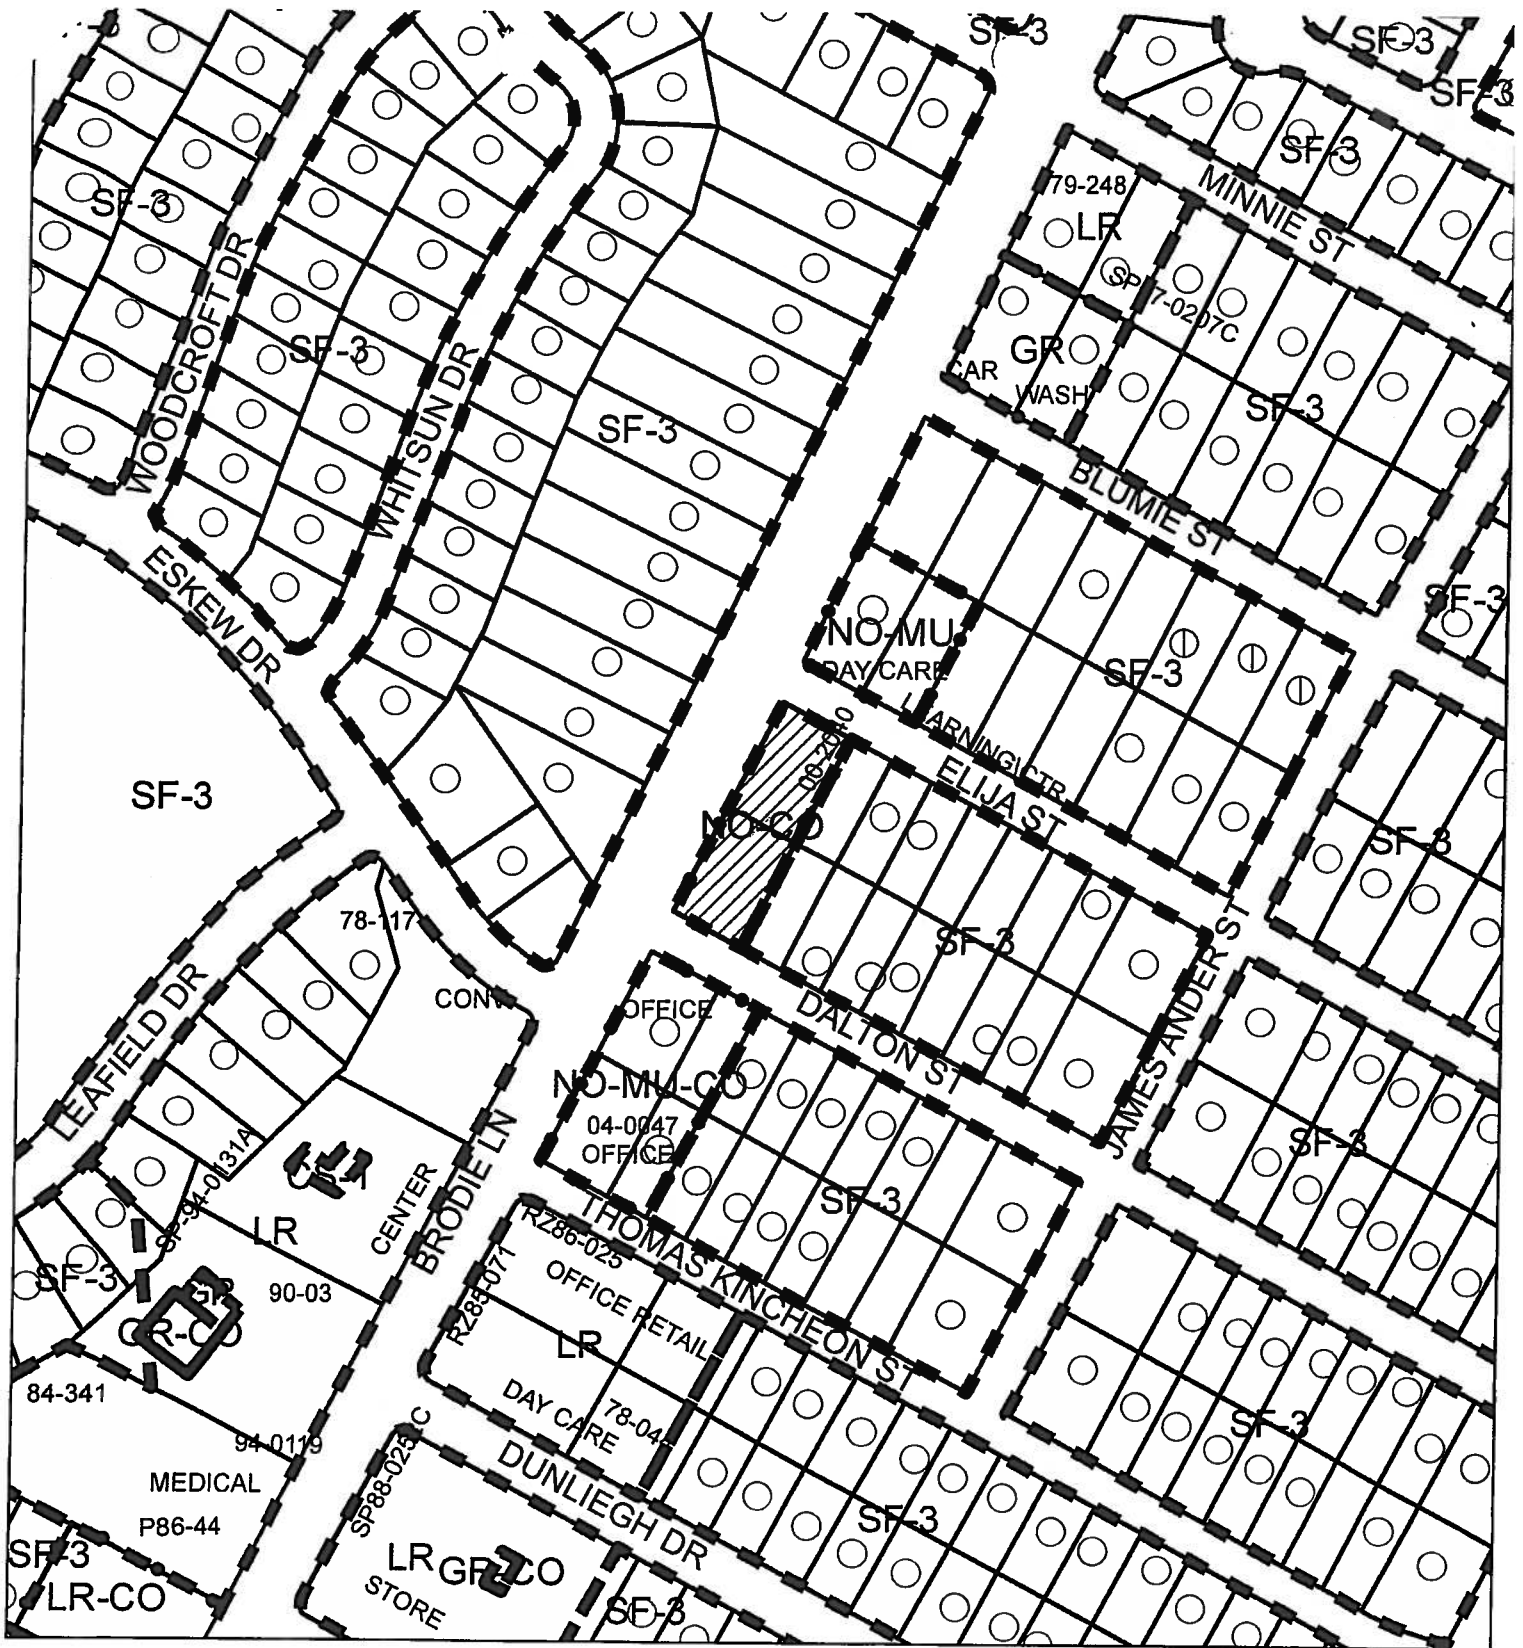 SF-3
SF-3
SF-3
SF-3
MINNIE ST
79-248
LR
SF-3
WOODCROFT DR
SF-3
WHITSUN DR
GR
CAR
WASH
SF-3
SF-3
BLUMIE ST
ESKEW DR
SF-3
NO-MU
DAY CARE
SF-3
LEARNING CTR
ELIJA ST
SF-3
NO-CO
SF-3
78-117
SF-3
JAMES ANDER ST
CONV
OFFICE
DALTON ST
LEAFIELD DR
NO-MU-CO
04-0047
OFFICE
SF-3
SP-94-0131A
CENTER
BRODIE LN
SF-3
THOMAS KINCHEON ST
LR
RZ86-025
RZ85-071
OFFICE RETAIL
SF-3
90-03
GR-CO
LR
84-341
DAY CARE
78-04
SF-3
94-0119
MEDICAL
P86-44
SP88-025
DUNLIEGH DR
SF-3
SF-3
LR
GR-CO
STORE
LR-CO
SF-3